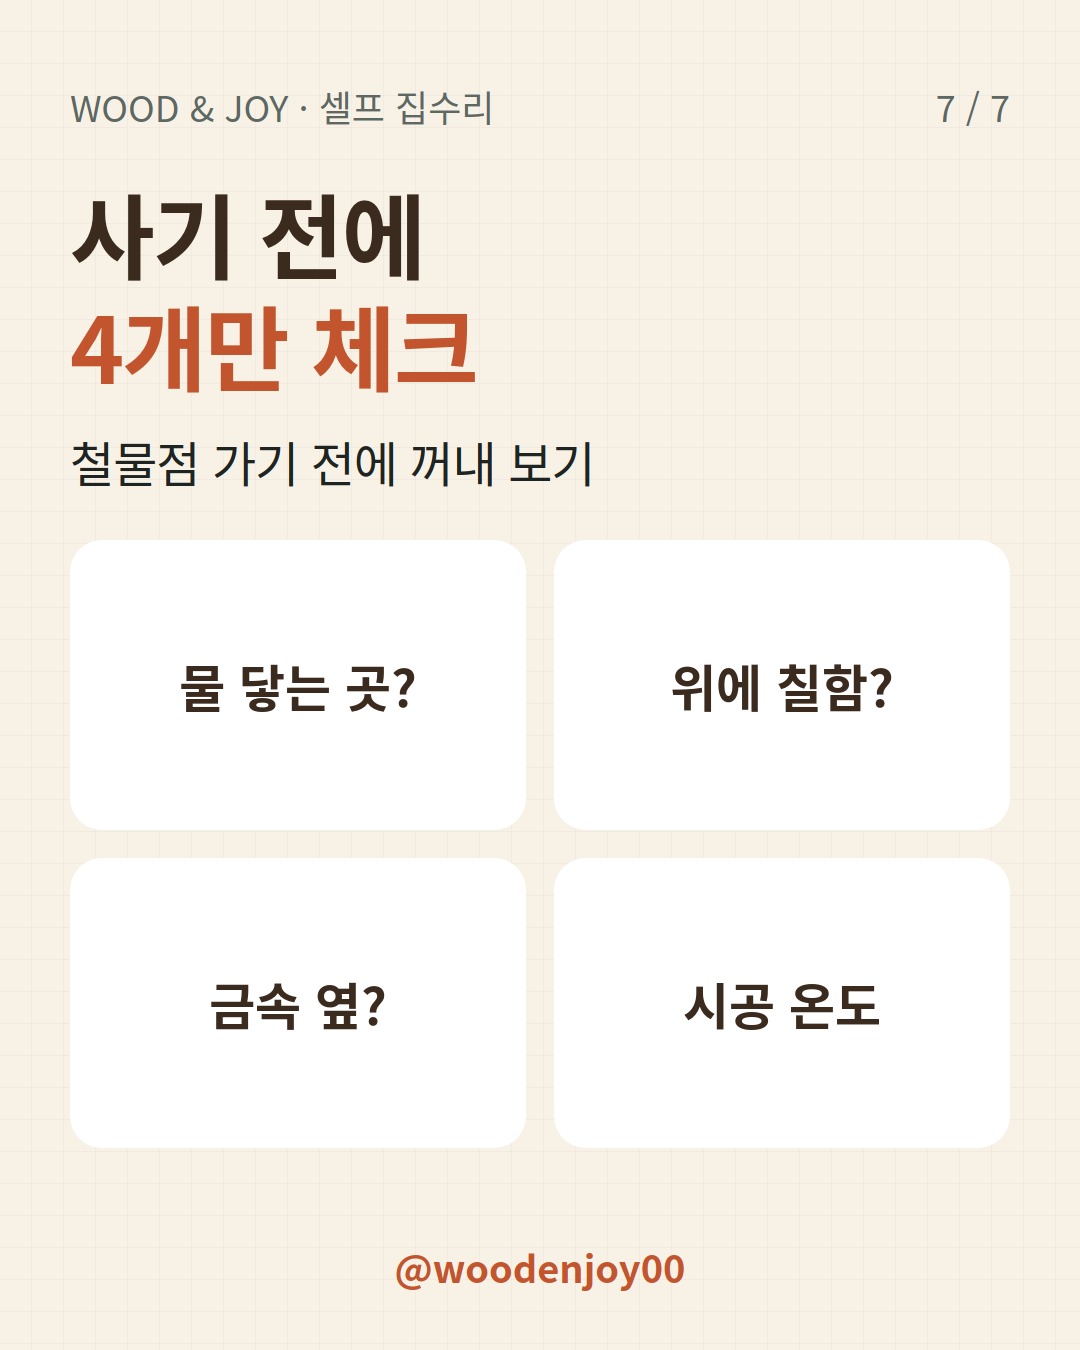 WOOD & JOY · 셀프 집수리
7 / 7
사기 전에
4개만 체크
철물점 가기 전에 꺼내 보기
물 닿는 곳?
위에 칠함?
금속 옆?
시공 온도
@woodenjoy00